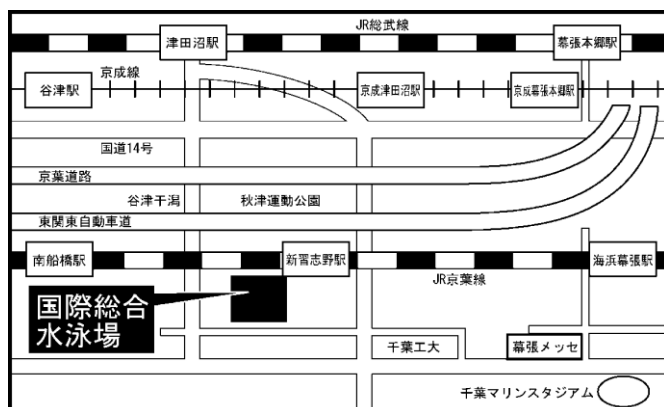 JR総武線
津田沼駅
幕張本郷駅
京成線
谷津駅
京成津田沼駅
京成幕張本郷駅
国道14号
京葉道路
谷津干潟
秋津運動公園
東関東自動車道
南船橋駅
新習志野駅
海浜幕張駅
JR京葉線
国際総合
水泳場
千葉工大
幕張メッセ
千葉マリンスタジアム